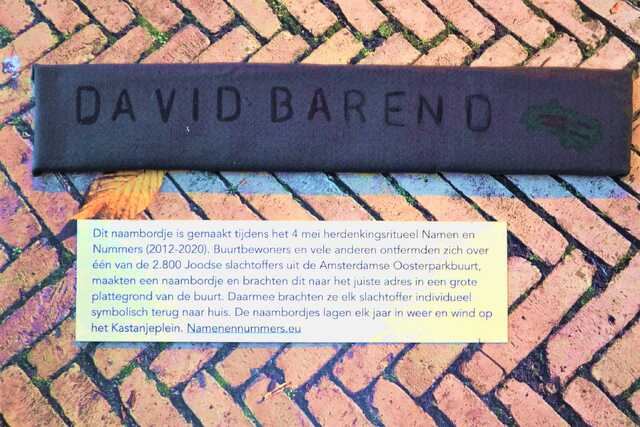 DAVID BAREND
Dit naambordje is gemaakt tijdens het 4 mei herdenkingsritueel Namen en
Nummers (2012-2020). Buurtbewoners en vele anderen ontfermden zich over
één van de 2.800 Joodse slachtoffers uit de Amsterdamse Oosterparkbuurt,
maakten een naambordje en brachten dit naar het juiste adres in een grote
plattegrond van de buurt. Daarmee brachten ze elk slachtoffer individueel
symbolisch terug naar huis. De naambordjes lagen elk jaar in weer en wind op
het Kastanjeplein. Namenennummers.eu